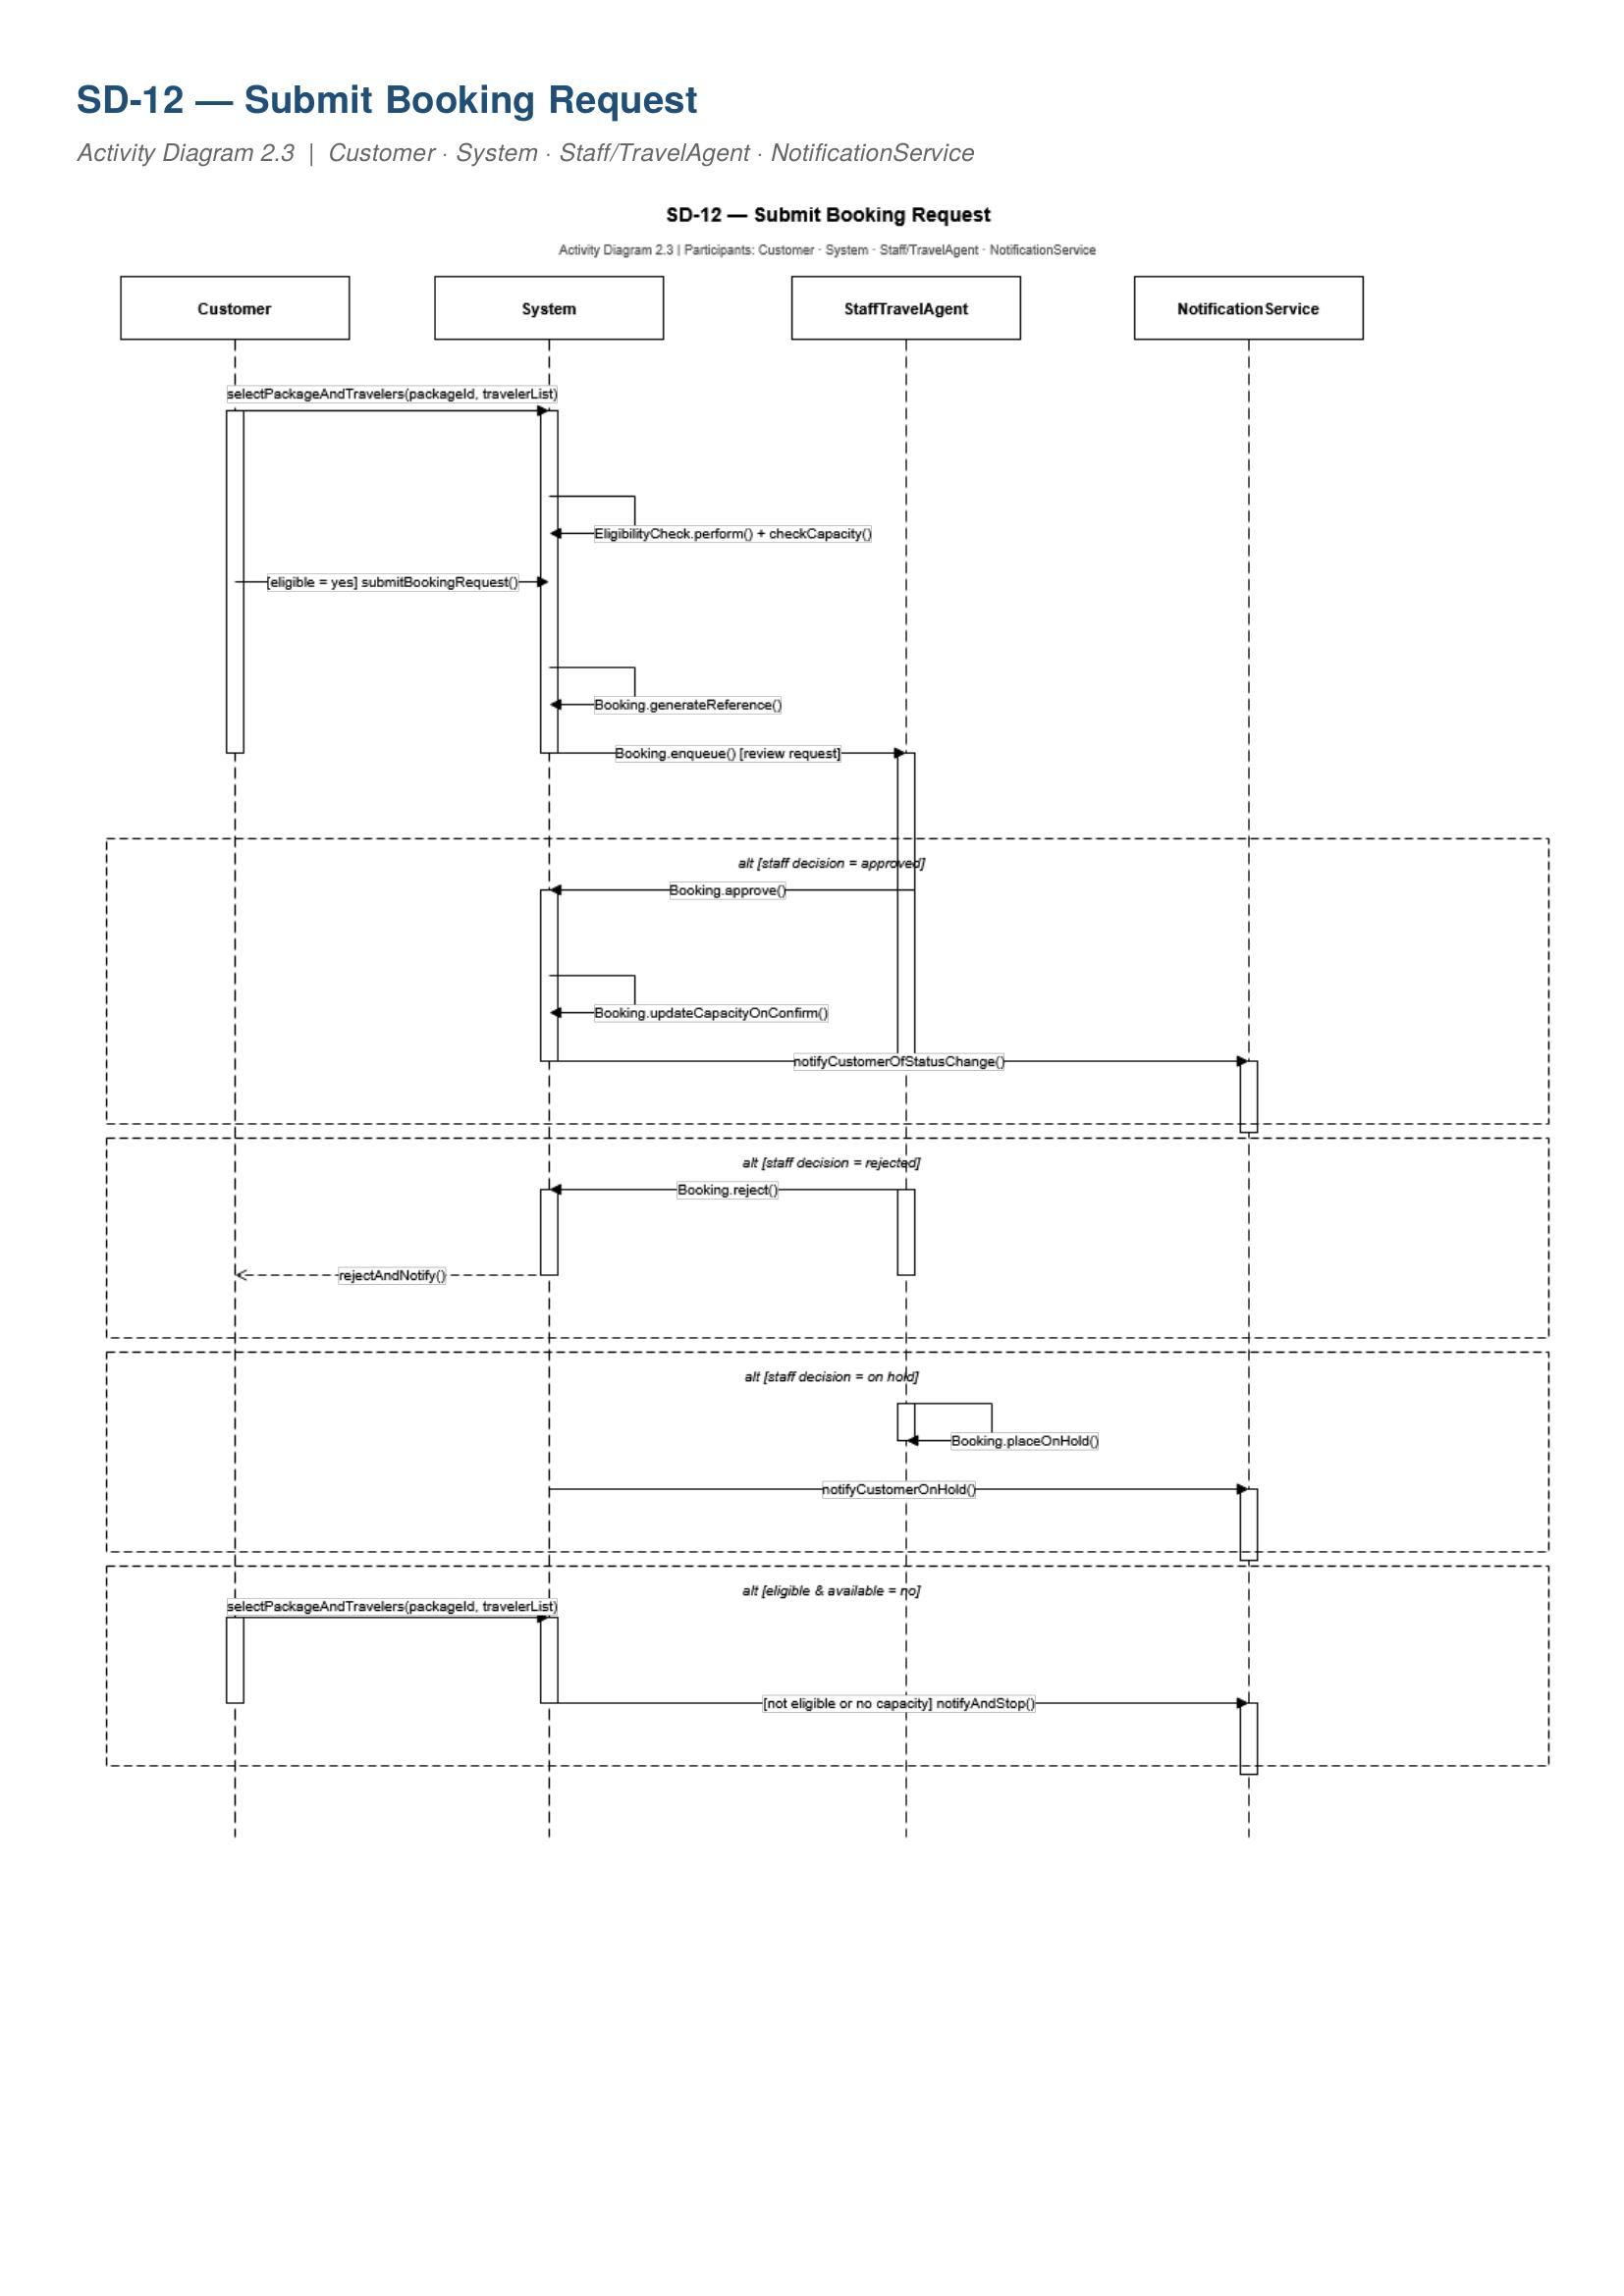 SD-12 — Submit Booking Request
Activity Diagram 2.3 | Customer · System · Staff/TravelAgent · NotificationService
SD-12 — Submit Booking Request
Activity Diagram 2.3 | Participants: Customer · System · Staff/TravelAgent · NotificationService
Customer
System
StaffTravelAgent
NotificationService
selectPackageAndTravelers(packageId, travelerList)
EligibilityCheck.perform() + checkCapacity()
[eligible = yes] submitBookingRequest()
Booking.generateReference()
Booking.enqueue() [review request]
alt [staff decision = approved]
Booking.approve()
Booking.updateCapacityOnConfirm()
notifyCustomerOfStatusChange()
alt [staff decision = rejected]
Booking.reject()
rejectAndNotify()
alt [staff decision = on hold]
Booking.placeOnHold()
notifyCustomerOnHold()
alt [eligible & available = no]
selectPackageAndTravelers(packageId, travelerList)
[not eligible or no capacity] notifyAndStop()